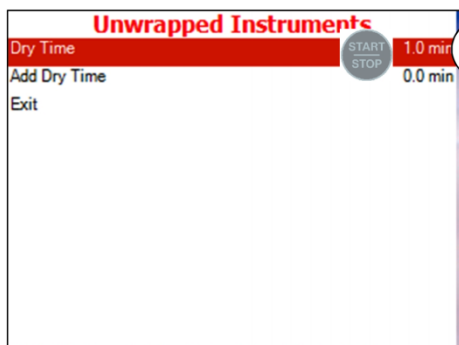 Unwrapped Instruments
Dry Time START STOP 1.0 min
Add Dry Time 0.0 min
Exit